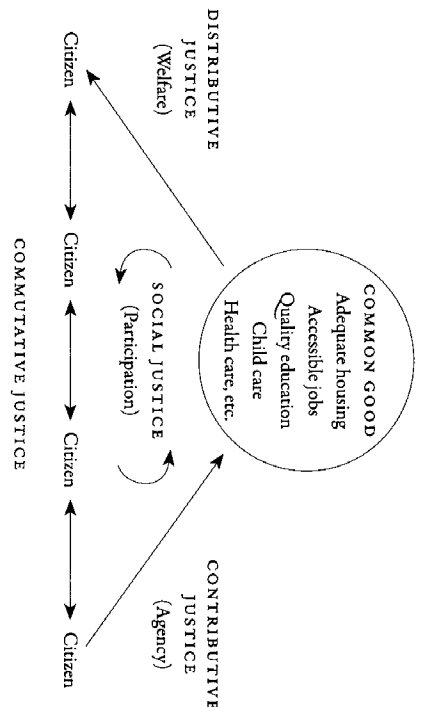 COMMON GOOD
Adequate housing
Accessible jobs
Quality education
Child care
Health care, etc.
DISTRIBUTIVE
JUSTICE
(Welfare)
SOCIAL JUSTICE
(Participation)
CONTRIBUTIVE
JUSTICE
(Agency)
Citizen
Citizen
Citizen
Citizen
COMMUTATIVE JUSTICE